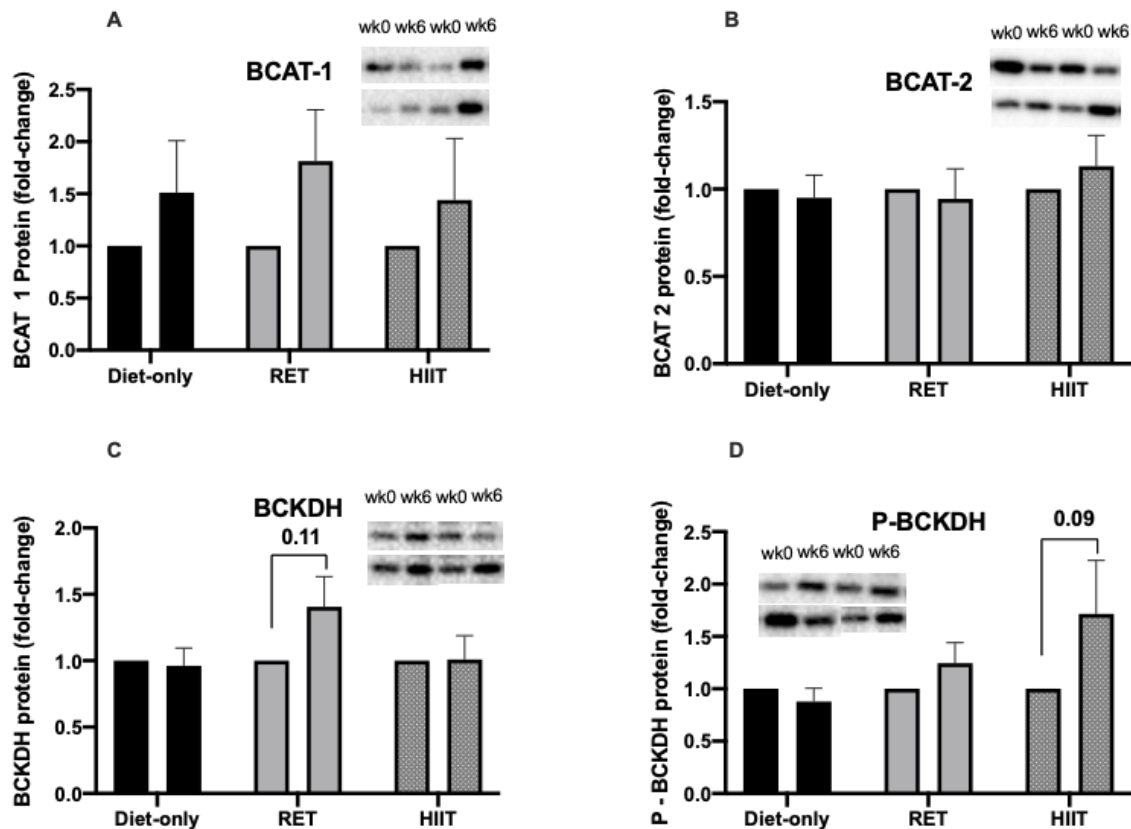 A
wk0 wk6 wk0 wk6
BCAT-1
BCAT 1 Protein (fold-change)
2.5
2.0
1.5
1.0
0.5
0.0
Diet-only RET HIIT
B
wk0 wk6 wk0 wk6
BCAT-2
BCAT 2 protein (fold-change)
1.5
1.0
0.5
0.0
Diet-only RET HIIT
C
wk0 wk6 wk0 wk6
BCKDH
0.11
BCKDH protein (fold-change)
2.0
1.5
1.0
0.5
0.0
Diet-only RET HIIT
D
P-BCKDH
0.09
wk0 wk6 wk0 wk6
P - BCKDH protein (fold-change)
2.5
2.0
1.5
1.0
0.5
0.0
Diet-only RET HIIT